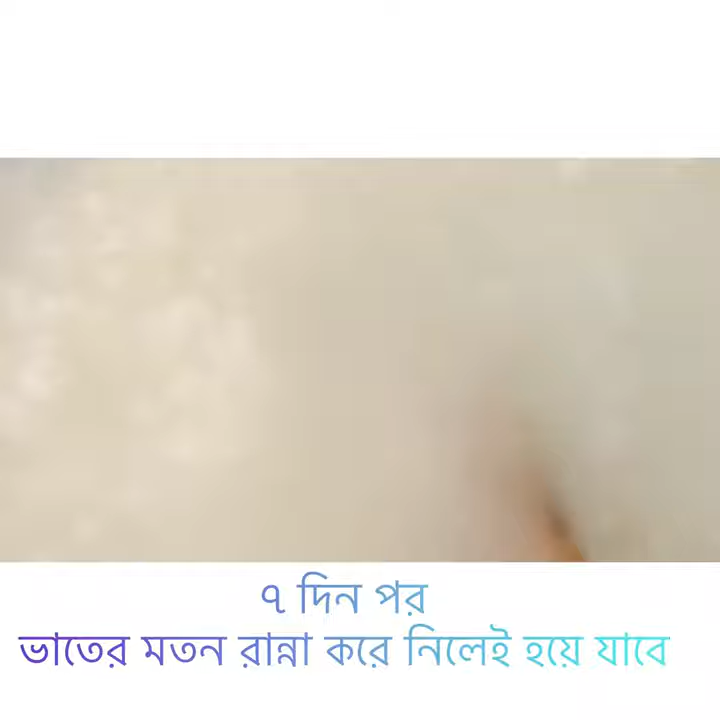 ৭ দিন পর
ভাতের মতন রান্না করে নিলেই হয়ে যাবে